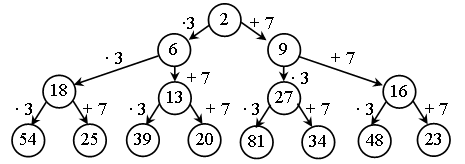 2
·3 + 7
6 9
· 3 + 7 · 3 + 7
18 13 27 16
· 3 + 7 · 3 + 7 · 3 + 7 · 3 + 7
54 25 39 20 81 34 48 23